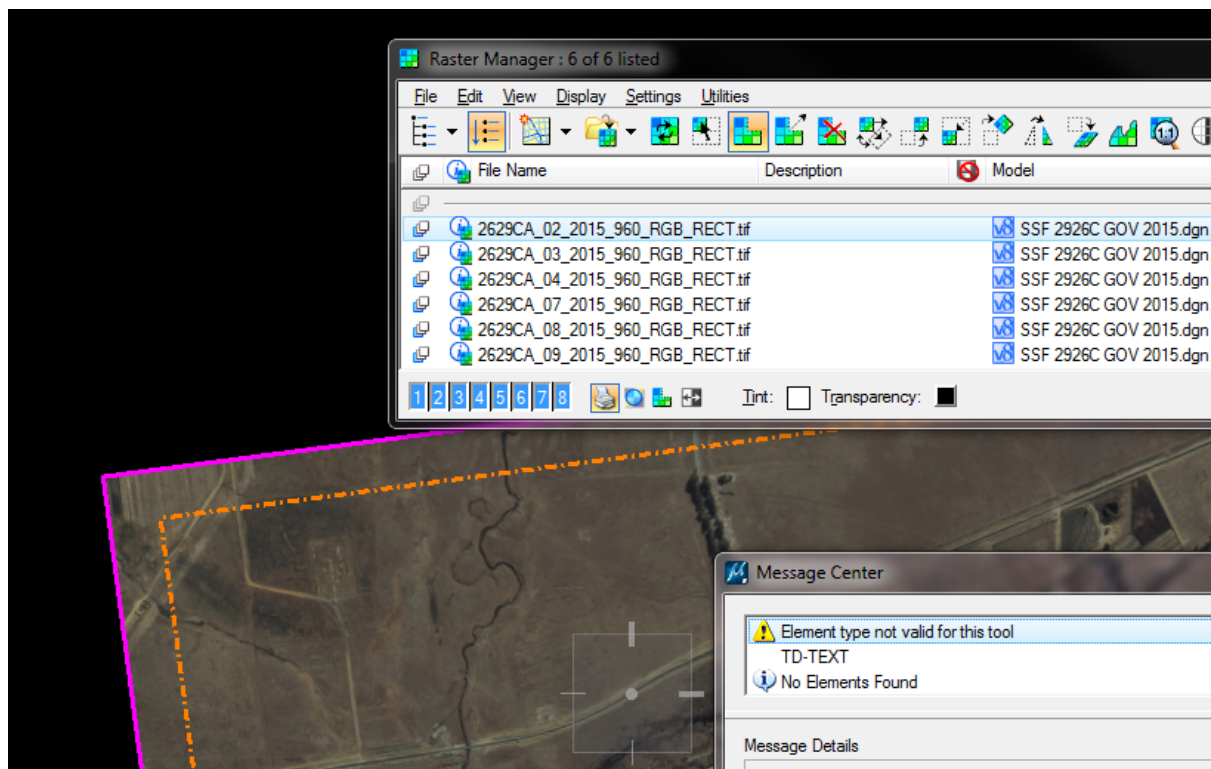 Raster Manager : 6 of 6 listed
File Edit View Display Settings Utilities
1:1
File Name Description Model
2629CA_02_2015_960_RGB_RECT.tif SSF 2926C GOV 2015.dgn
2629CA_03_2015_960_RGB_RECT.tif SSF 2926C GOV 2015.dgn
2629CA_04_2015_960_RGB_RECT.tif SSF 2926C GOV 2015.dgn
2629CA_07_2015_960_RGB_RECT.tif SSF 2926C GOV 2015.dgn
2629CA_08_2015_960_RGB_RECT.tif SSF 2926C GOV 2015.dgn
2629CA_09_2015_960_RGB_RECT.tif SSF 2926C GOV 2015.dgn
1 2 3 4 5 6 7 8 Tint: Transparency:
Message Center
Element type not valid for this tool
TD-TEXT
No Elements Found
Message Details